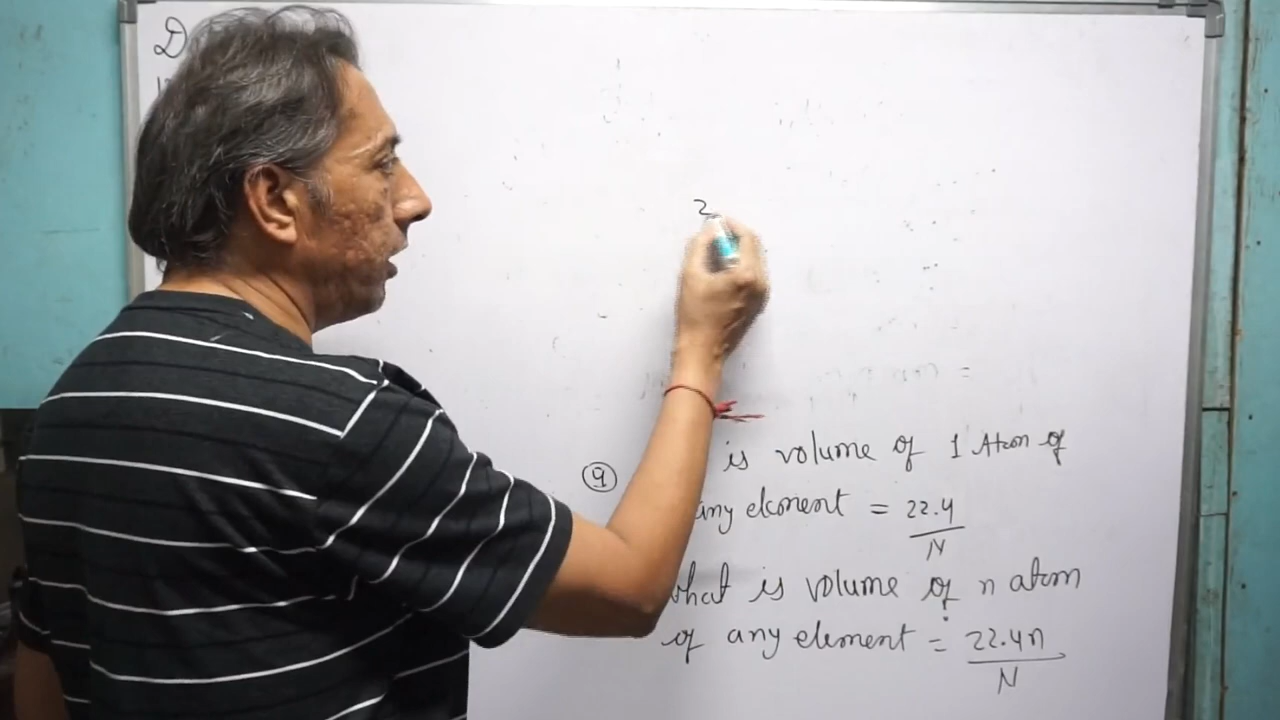 D
2
⑨ is volume of 1 Atom of
any element = 22.4
N
what is volume of n atom
of any element = 22.4n
N